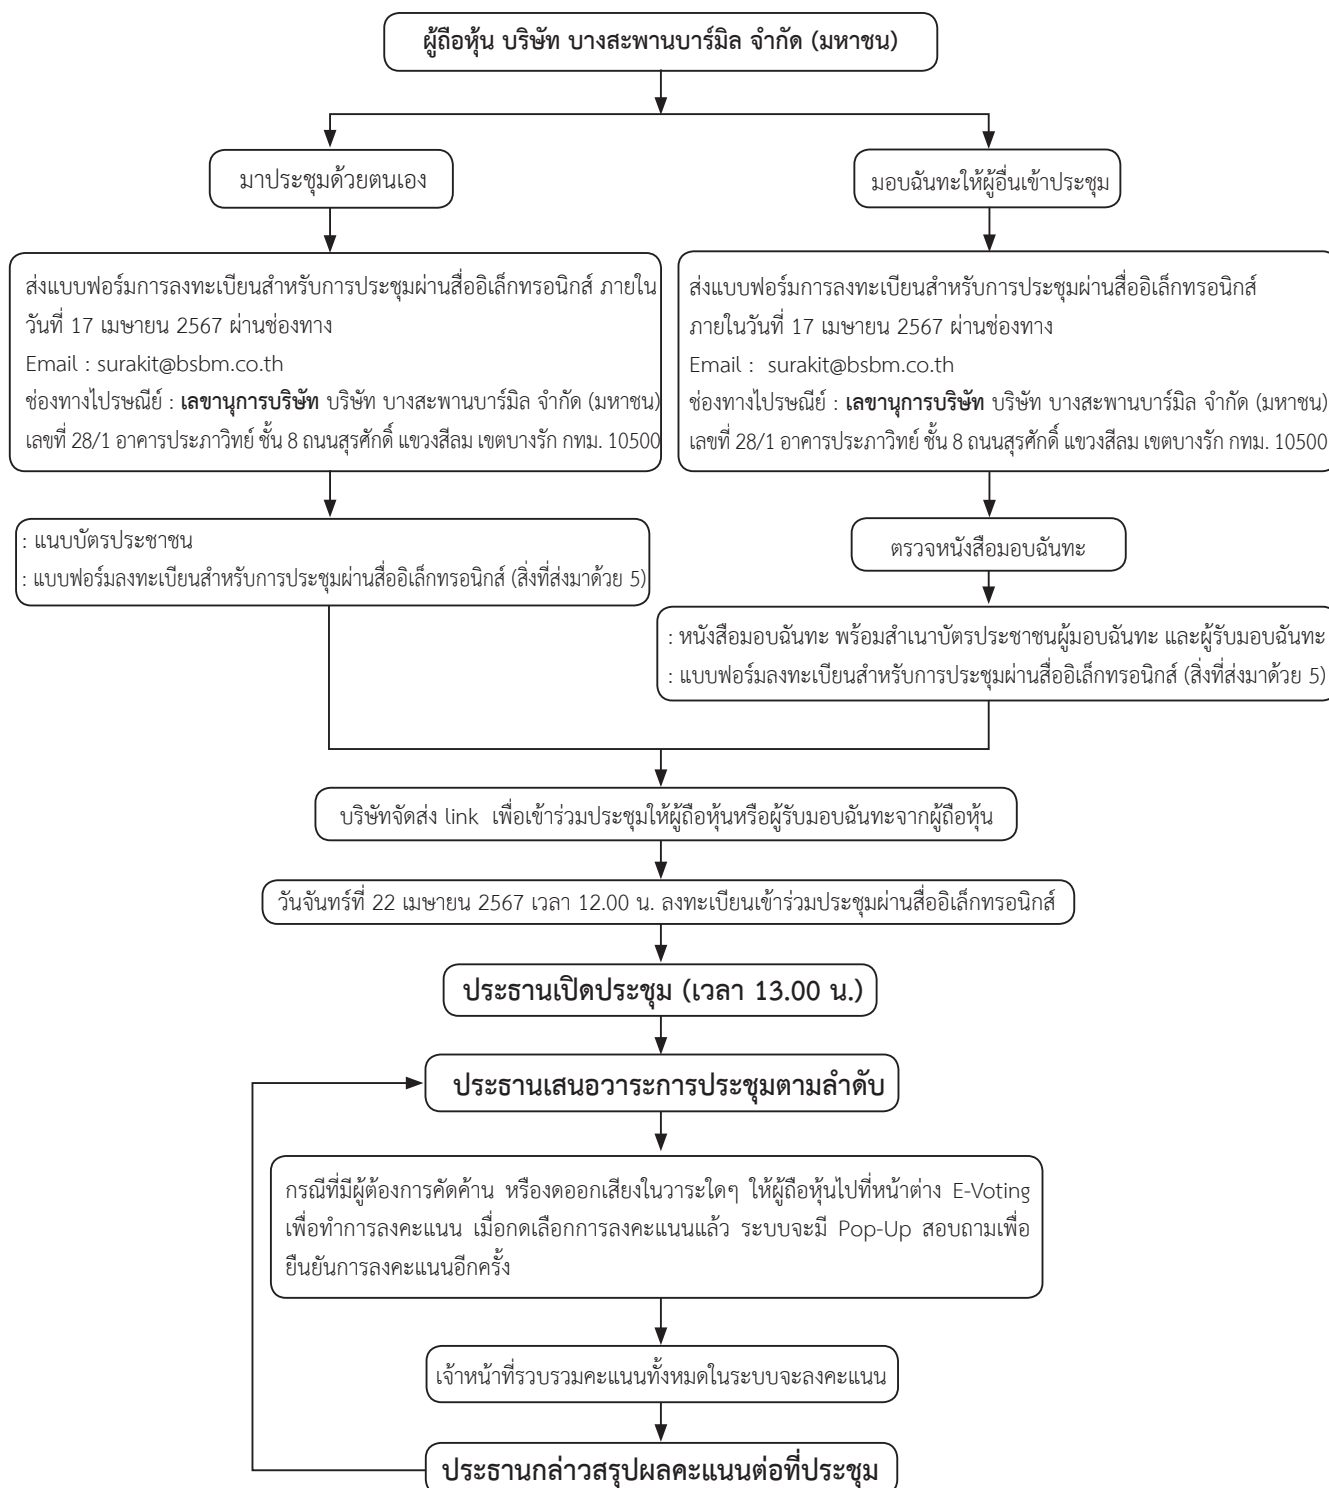 ผู้ถือหุ้น บริษัท บางสะพานบาร์มิล จำกัด (มหาชน)
มาประชุมด้วยตนเอง
มอบฉันทะให้ผู้อื่นเข้าประชุม
ส่งแบบฟอร์มการลงทะเบียนสำหรับการประชุมผ่านสื่ออิเล็กทรอนิกส์ ภายใน
วันที่ 17 เมษายน 2567 ผ่านช่องทาง
Email : surakit@bsbm.co.th
ช่องทางไปรษณีย์ : เลขานุการบริษัท บริษัท บางสะพานบาร์มิล จำกัด (มหาชน)
เลขที่ 28/1 อาคารประภาวิทย์ ชั้น 8 ถนนสุรศักดิ์ แขวงสีลม เขตบางรัก กทม. 10500
ส่งแบบฟอร์มการลงทะเบียนสำหรับการประชุมผ่านสื่ออิเล็กทรอนิกส์
ภายในวันที่ 17 เมษายน 2567 ผ่านช่องทาง
Email : surakit@bsbm.co.th
ช่องทางไปรษณีย์ : เลขานุการบริษัท บริษัท บางสะพานบาร์มิล จำกัด (มหาชน)
เลขที่ 28/1 อาคารประภาวิทย์ ชั้น 8 ถนนสุรศักดิ์ แขวงสีลม เขตบางรัก กทม. 10500
: แนบบัตรประชาชน
: แบบฟอร์มลงทะเบียนสำหรับการประชุมผ่านสื่ออิเล็กทรอนิกส์ (สิ่งที่ส่งมาด้วย 5)
ตรวจหนังสือมอบฉันทะ
: หนังสือมอบฉันทะ พร้อมสำเนาบัตรประชาชนผู้มอบฉันทะ และผู้รับมอบฉันทะ
: แบบฟอร์มลงทะเบียนสำหรับการประชุมผ่านสื่ออิเล็กทรอนิกส์ (สิ่งที่ส่งมาด้วย 5)
บริษัทจัดส่ง link เพื่อเข้าร่วมประชุมให้ผู้ถือหุ้นหรือผู้รับมอบฉันทะจากผู้ถือหุ้น
วันจันทร์ที่ 22 เมษายน 2567 เวลา 12.00 น. ลงทะเบียนเข้าร่วมประชุมผ่านสื่ออิเล็กทรอนิกส์
ประธานเปิดประชุม (เวลา 13.00 น.)
ประธานเสนอวาระการประชุมตามลำดับ
กรณีที่มีผู้ต้องการคัดค้าน หรืองดออกเสียงในวาระใดๆ ให้ผู้ถือหุ้นไปที่หน้าต่าง E-Voting
เพื่อทำการลงคะแนน เมื่อกดเลือกการลงคะแนนแล้ว ระบบจะมี Pop-Up สอบถามเพื่อ
ยืนยันการลงคะแนนอีกครั้ง
เจ้าหน้าที่รวบรวมคะแนนทั้งหมดในระบบจะลงคะแนน
ประธานกล่าวสรุปผลคะแนนต่อที่ประชุม